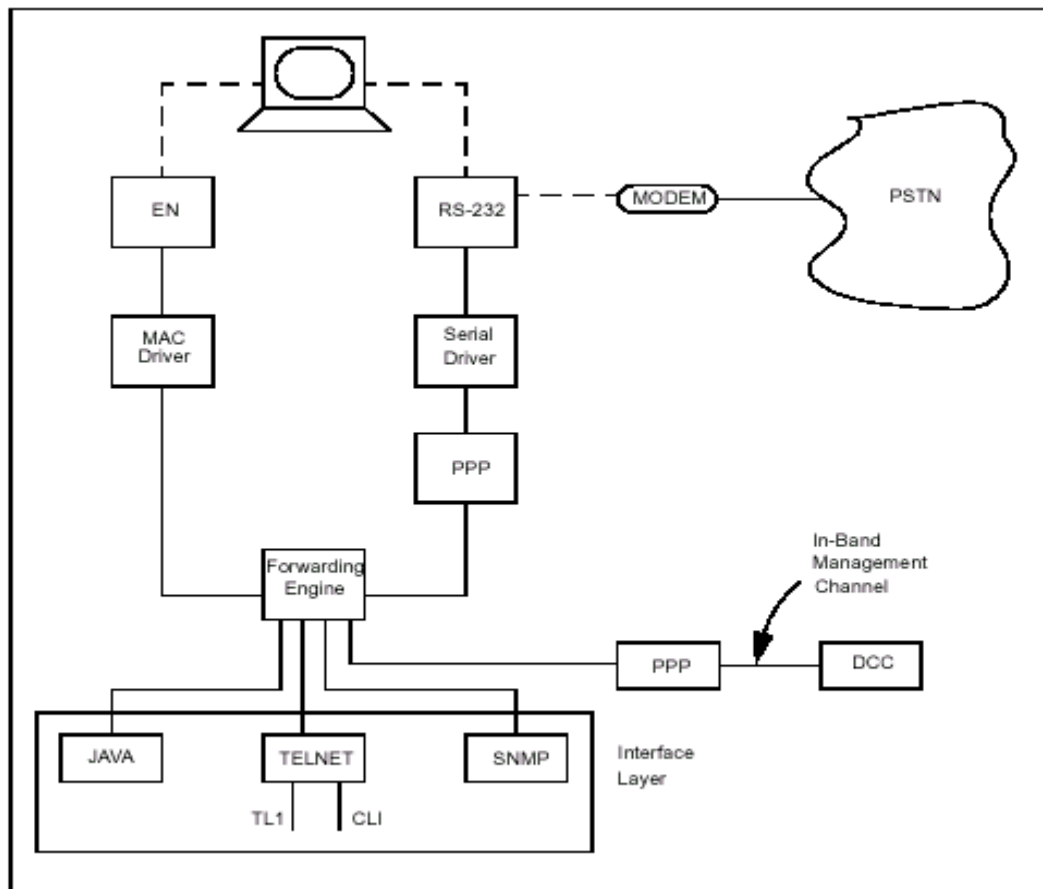 EN
RS-232
MODEM
PSTN
MAC
Driver
Serial
Driver
PPP
Forwarding
Engine
In-Band
Management
Channel
PPP
DCC
JAVA
TELNET
SNMP
Interface
Layer
TL1
CLI